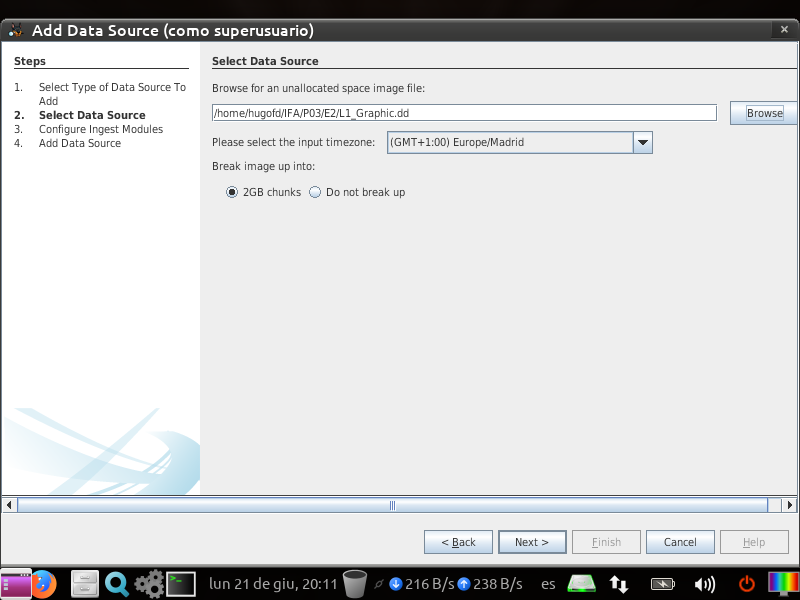 Add Data Source (como superusuario)
Steps
1. Select Type of Data Source To
Add
2. Select Data Source
3. Configure Ingest Modules
4. Add Data Source
Select Data Source
Browse for an unallocated space image file:
/home/hugofd/IFA/P03/E2/L1_Graphic.dd
Browse
Please select the input timezone: (GMT+1:00) Europe/Madrid
Break image up into:
2GB chunks Do not break up
< Back Next > Finish Cancel Help
lun 21 de giu, 20:11 216 B/s 238 B/s es